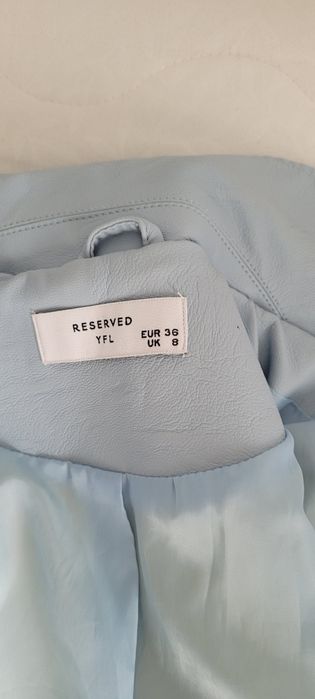 RESERVED
YFL
EUR 36
UK 8